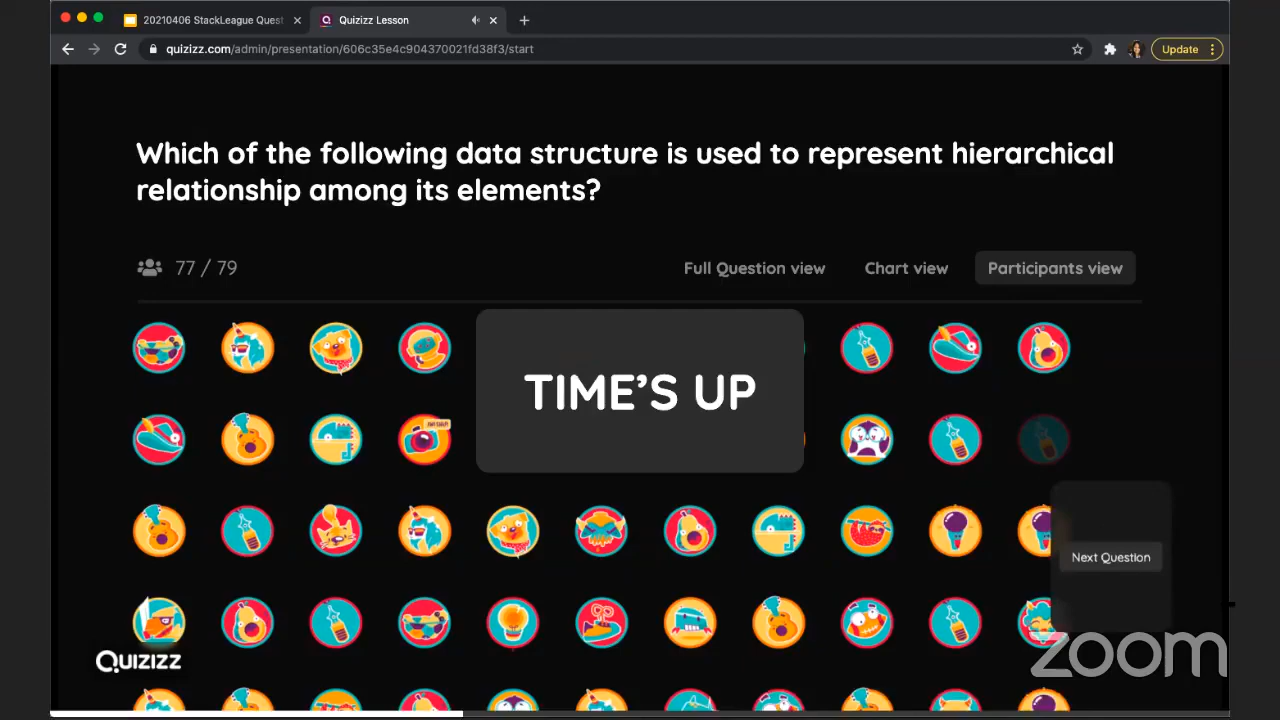 20210406 StackLeague Quest
Quizizz Lesson
quizizz.com/admin/presentation/606c35e4c904370021fd38f3/start
Update
Which of the following data structure is used to represent hierarchical
relationship among its elements?
77 / 79
Full Question view
Chart view
Participants view
TIME'S UP
Next Question
QUIZIZZ
zoom